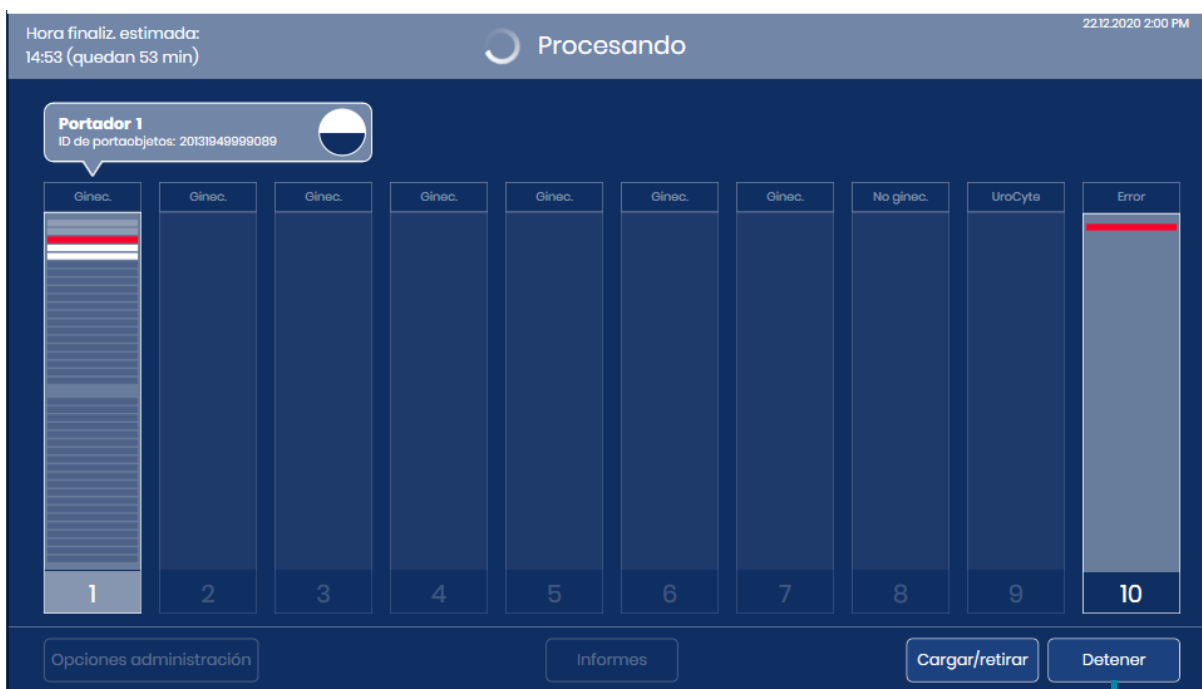 Hora finaliz. estimada:
14:53 (quedan 53 min)
Procesando
22.12.2020 2:00 PM
Portador 1
ID de portaobjetos: 20131949999089
Ginec.
Ginec.
Ginec.
Ginec.
Ginec.
Ginec.
Ginec.
No ginec.
UroCyte
Error
1
2
3
4
5
6
7
8
9
10
Opciones administración
Informes
Cargar/retirar
Detener